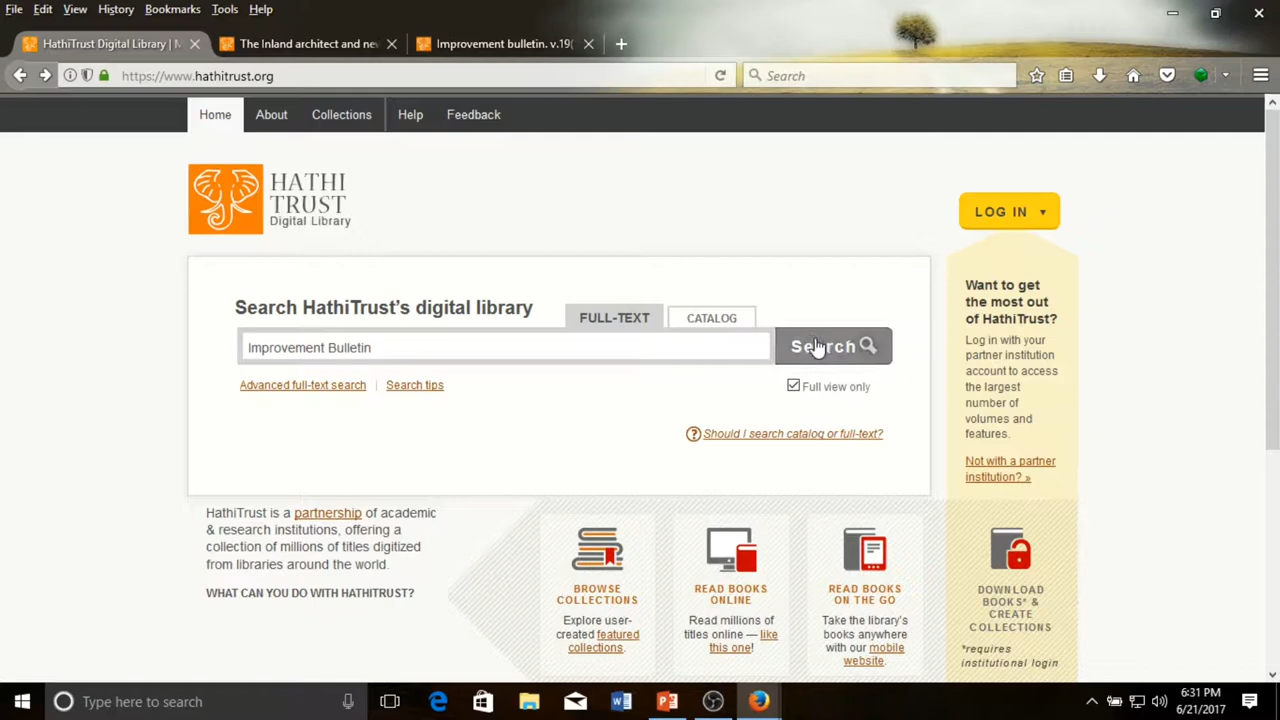 File Edit View History Bookmarks Tools Help
HathiTrust Digital Library | M The Inland architect and nev Improvement bulletin. v.19(
https://www.hathitrust.org Search
Home About Collections Help Feedback
HATHI
TRUST
Digital Library
LOG IN
Search HathiTrust's digital library FULL-TEXT CATALOG
Improvement Bulletin Search
Advanced full-text search Search tips Full view only
Should I search catalog or full-text?
Want to get
the most out
of HathiTrust?
Log in with your
partner institution
account to access
the largest
number of
volumes and
features.
Not with a partner
institution? »
HathiTrust is a partnership of academic
& research institutions, offering a
collection of millions of titles digitized
from libraries around the world.
WHAT CAN YOU DO WITH HATHITRUST?
BROWSE
COLLECTIONS
Explore user-
created featured
collections.
READ BOOKS
ONLINE
Read millions of
titles online — like
this one!
READ BOOKS
ON THE GO
Take the library's
books anywhere
with our mobile
website.
DOWNLOAD
BOOKS* &
CREATE
COLLECTIONS
*requires
institutional login
Type here to search
6:31 PM
6/21/2017